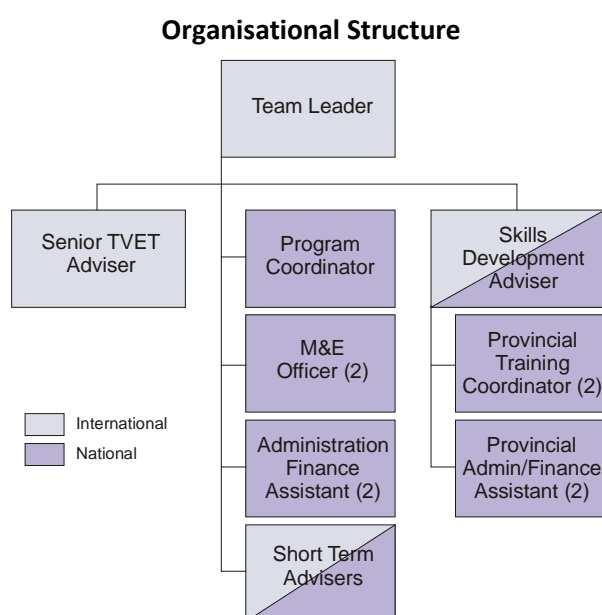 Organisational Structure
Team Leader
Senior TVET
Adviser
Program
Coordinator
Skills
Development
Adviser
M&E
Officer (2)
Provincial
Training
Coordinator (2)
International
National
Administration
Finance
Assistant (2)
Provincial
Admin/Finance
Assistant (2)
Short Term
Advisers